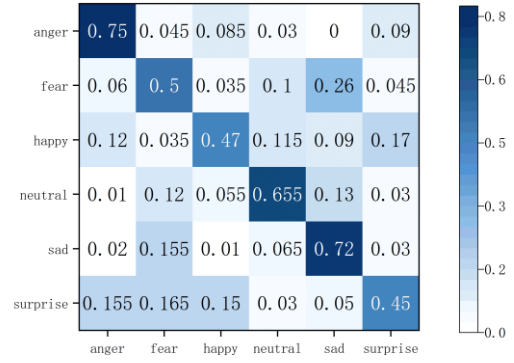 anger 0.75 0.045 0.085 0.03 0 0.09
fear 0.06 0.5 0.035 0.1 0.26 0.045
happy 0.12 0.035 0.47 0.115 0.09 0.17
neutral 0.01 0.12 0.055 0.655 0.13 0.03
sad 0.02 0.155 0.01 0.065 0.72 0.03
surprise 0.155 0.165 0.15 0.03 0.05 0.45
anger fear happy neutral sad surprise
0.8
0.6
0.5
0.3
0.2
0.0